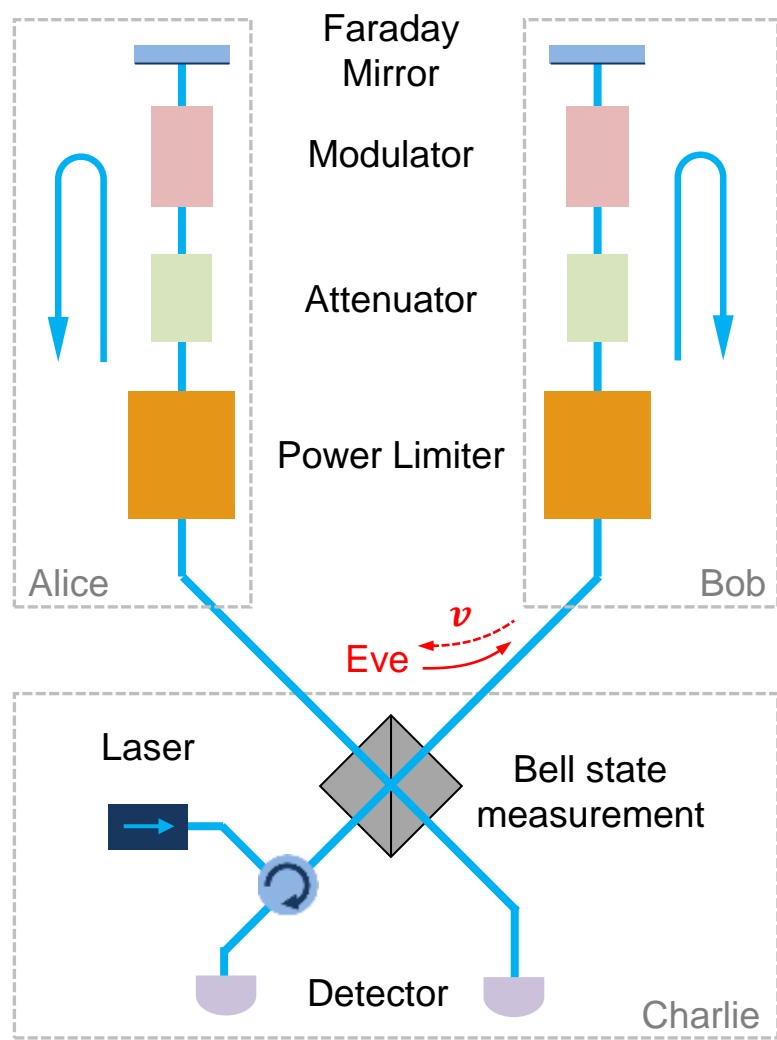 Faraday
Mirror
Modulator
Attenuator
Power Limiter
Alice
Bob
v
Eve
Laser
Bell state
measurement
Detector
Charlie